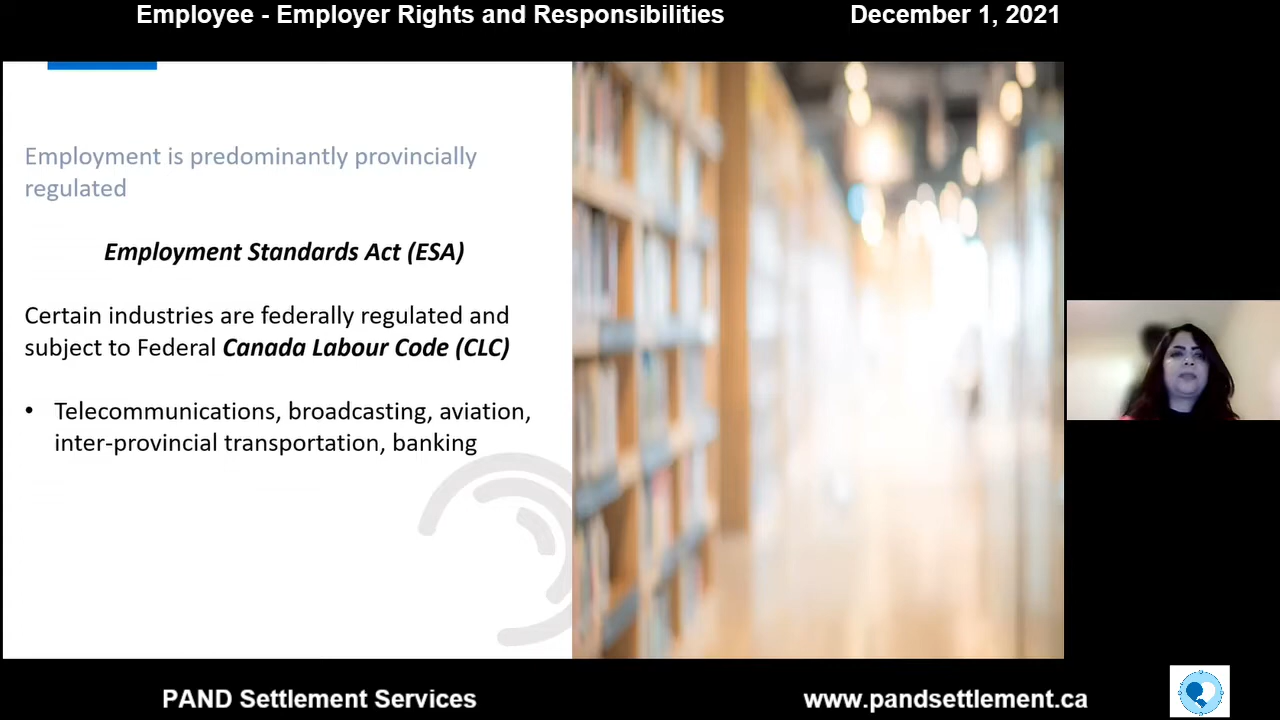 Employee - Employer Rights and Responsibilities
December 1, 2021
Employment is predominantly provincially
regulated
Employment Standards Act (ESA)
Certain industries are federally regulated and
subject to Federal Canada Labour Code (CLC)
• Telecommunications, broadcasting, aviation,
inter-provincial transportation, banking
PAND Settlement Services
www.pandsettlement.ca